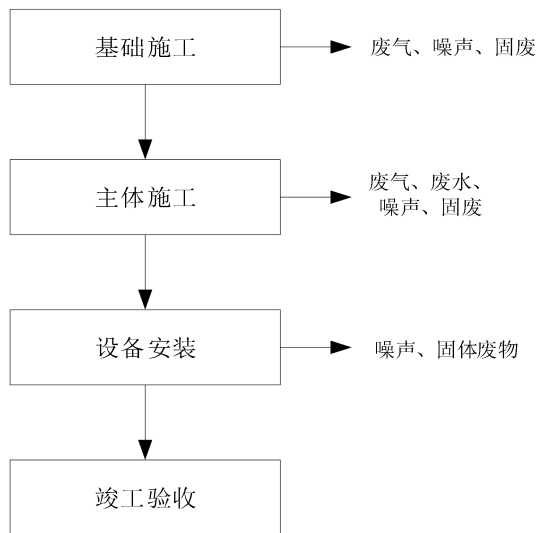 基础施工
废气、噪声、固废
主体施工
废气、废水、
噪声、固废
设备安装
噪声、固体废物
竣工验收